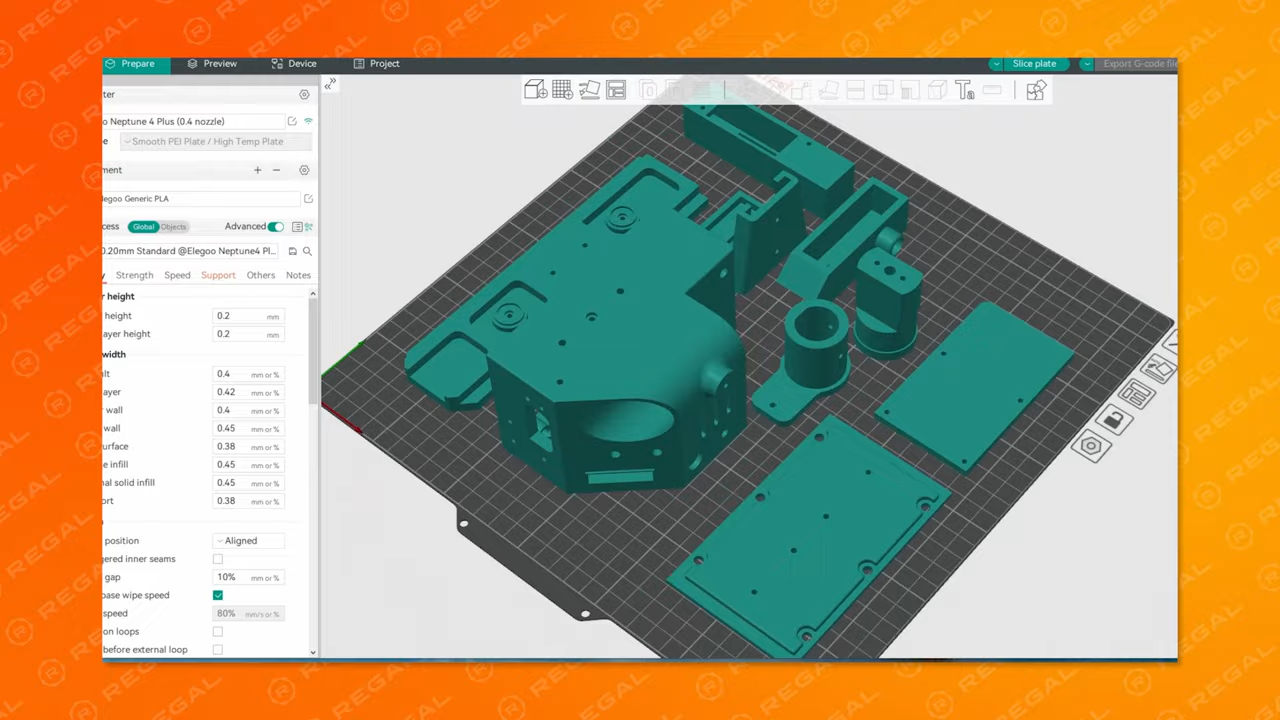 Prepare
Preview
Device
Project
Slice plate
Export G-code file
ter
oo Neptune 4 Plus (0.4 nozzle)
e
Smooth PEI Plate / High Temp Plate
ment
legoo Generic PLA
cess
Global
Objects
Advanced
0.20mm Standard @Elegoo Neptune4 Pl...
y
Strength
Speed
Support
Others
Notes
r height
height
0.2
mm
ayer height
0.2
mm
width
lt
0.4
mm or %
ayer
0.42
mm or %
r wall
0.4
mm or %
wall
0.45
mm or %
urface
0.38
mm or %
e infill
0.45
mm or %
nal solid infill
0.45
mm or %
ort
0.38
mm or %
position
Aligned
gered inner seams
gap
10%
mm or %
base wipe speed
speed
80%
mm/s or %
on loops
before external loop
REGAL